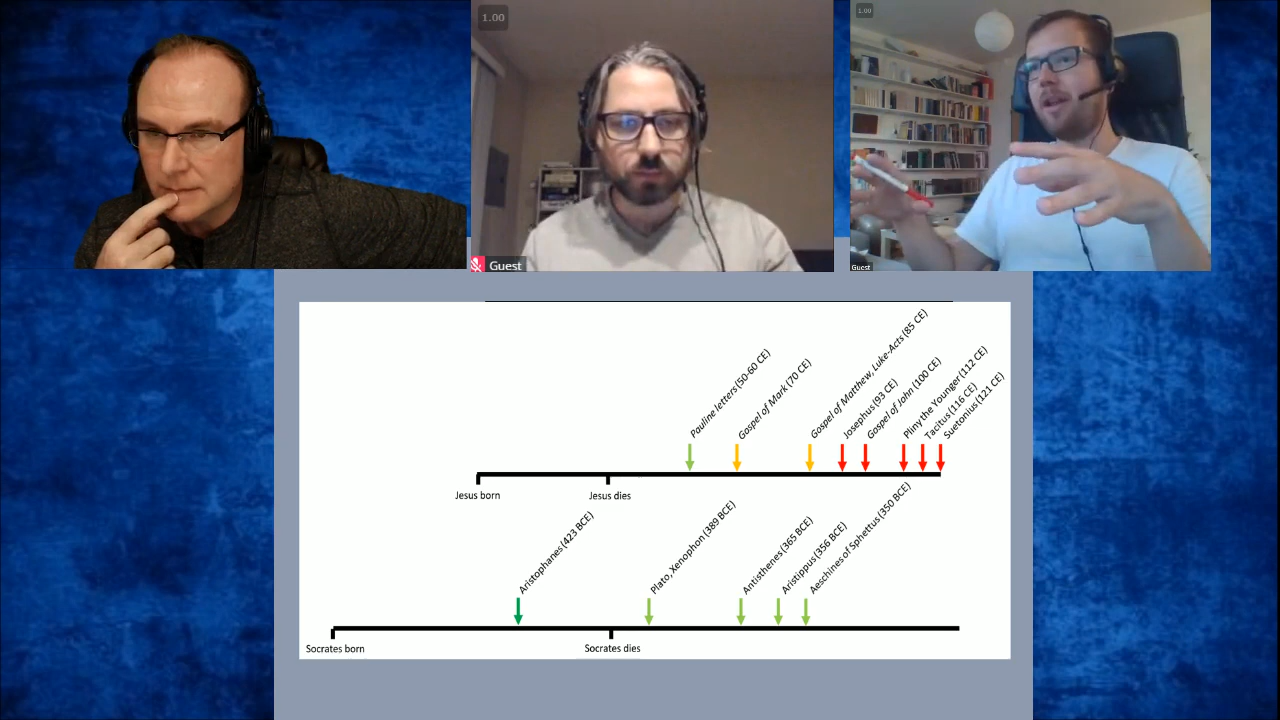 1.00
1.00
Guest
Guest
Pauline letters (50-60 CE)
Gospel of Mark (70 CE)
Gospel of Matthew, Luke-Acts (85 CE)
Josephus (93 CE)
Gospel of John (100 CE)
Pliny the Younger (112 CE)
Tacitus (116 CE)
Suetonius (121 CE)
Jesus born
Jesus dies
Aristophanes (423 BCE)
Plato, Xenophon (389 BCE)
Antisthenes (365 BCE)
Aristippus (356 BCE)
Aeschines of Sphettus (350 BCE)
Socrates born
Socrates dies